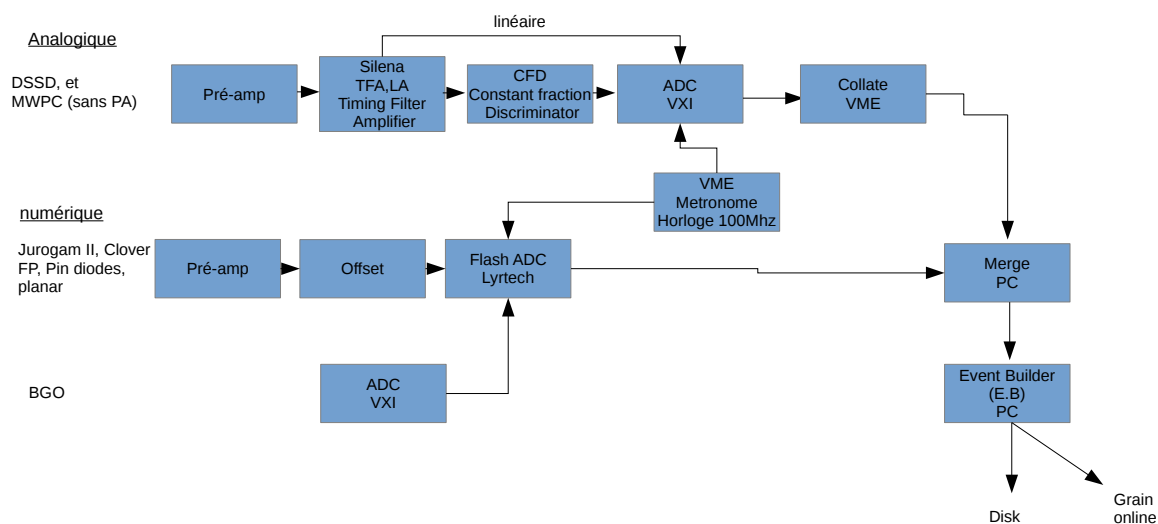 linéaire
Analogique
DSSD, et
MWPC (sans PA)
Pré-amp
Silena
TFA,LA
Timing Filter
Amplifier
CFD
Constant fraction
Discriminator
ADC
VXI
Collate
VME
VME
Metronome
Horloge 100Mhz
numérique
Jurogam II, Clover
FP, Pin diodes,
planar
Pré-amp
Offset
Flash ADC
Lyrtech
Merge
PC
BGO
ADC
VXI
Event Builder
(E.B)
PC
Disk
Grain
online